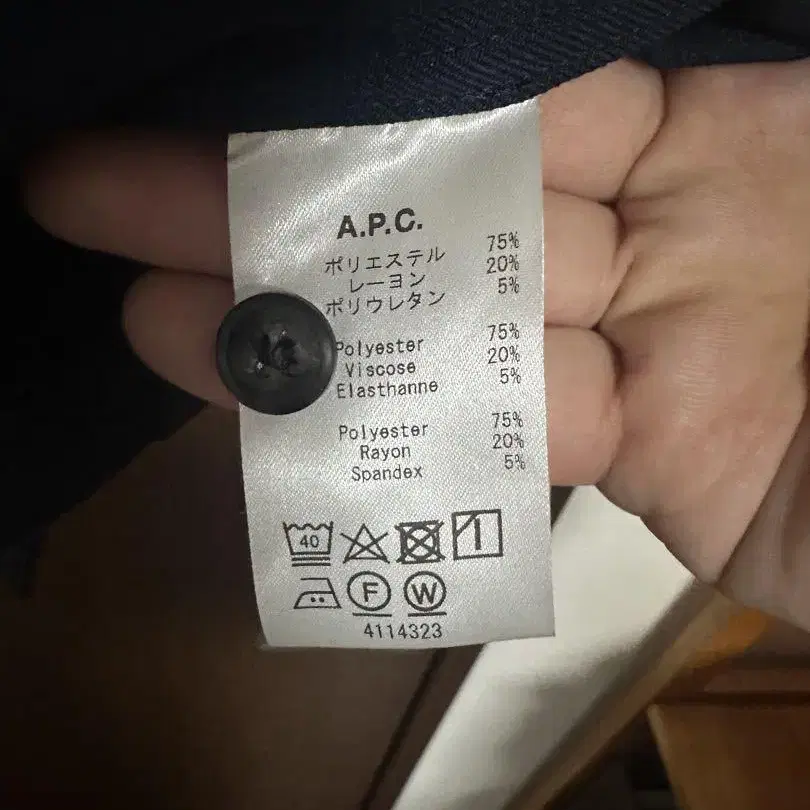 A.P.C.
ポリエステル 75%
レーヨン 20%
ポリウレタン 5%
Polyester 75%
Viscose 20%
Elasthanne 5%
Polyester 75%
Rayon 20%
Spandex 5%
40
F W
4114323